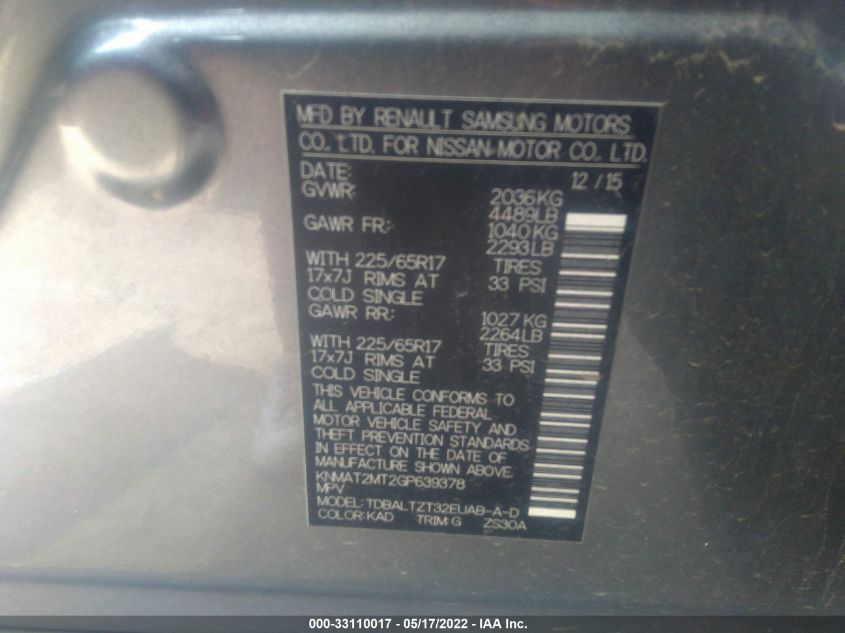 MFD BY RENAULT SAMSUNG MOTORS
CO., LTD. FOR NISSAN MOTOR CO., LTD.
DATE: 12/15
GVWR: 2036KG
4489LB
GAWR FR: 1040KG
2293LB
WITH 225/65R17 TIRES
17x7J RIMS AT 33 PSI
COLD SINGLE
GAWR RR: 1027KG
2264LB
WITH 225/65R17 TIRES
17x7J RIMS AT 33 PSI
COLD SINGLE
THIS VEHICLE CONFORMS TO
ALL APPLICABLE FEDERAL
MOTOR VEHICLE SAFETY AND
THEFT PREVENTION STANDARDS
IN EFFECT ON THE DATE OF
MANUFACTURE SHOWN ABOVE.
KNMAT2MT2GP639378
MPV
MODEL: TDBALTZT32EUAB-A-D
COLOR: KAD TRIM: G ZS30A
000-33110017 - 05/17/2022 - IAA Inc.